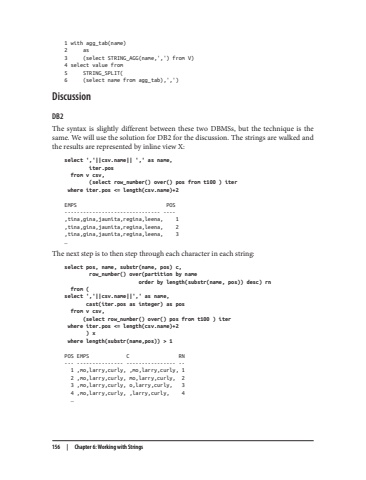 1 with agg_tab(name)
2 as
3 (select STRING_AGG(name,',') from V)
4 select value from
5 STRING_SPLIT(
6 (select name from agg_tab),',')
Discussion
DB2
The syntax is slightly different between these two DBMSs, but the technique is the
same. We will use the solution for DB2 for the discussion. The strings are walked and
the results are represented by inline view X:
select ','||csv.name|| ',' as name,
iter.pos
from v csv,
(select row_number() over() pos from t100 ) iter
where iter.pos <= length(csv.name)+2
EMPS POS
------------------------------- ----
,tina,gina,jaunita,regina,leena, 1
,tina,gina,jaunita,regina,leena, 2
,tina,gina,jaunita,regina,leena, 3
…
The next step is to then step through each character in each string:
select pos, name, substr(name, pos) c,
row_number() over(partition by name
order by length(substr(name, pos)) desc) rn
from (
select ','||csv.name||',' as name,
cast(iter.pos as integer) as pos
from v csv,
(select row_number() over() pos from t100 ) iter
where iter.pos <= length(csv.name)+2
) x
where length(substr(name,pos)) > 1
POS EMPS C RN
--- --------------- ---------------- --
1 ,mo,larry,curly, ,mo,larry,curly, 1
2 ,mo,larry,curly, mo,larry,curly, 2
3 ,mo,larry,curly, o,larry,curly, 3
4 ,mo,larry,curly, ,larry,curly, 4
…
156 | Chapter 6: Working with Strings